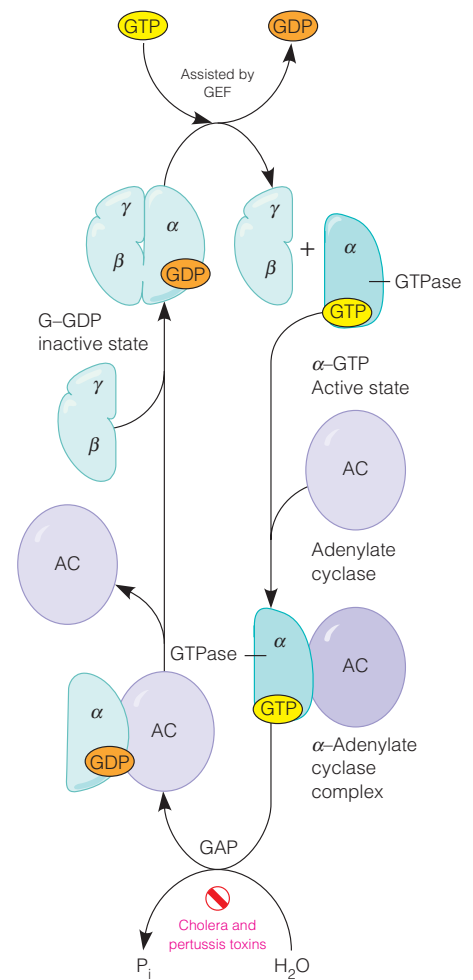 GTP
GDP
Assisted by
GEF
γ
α
β
GDP
γ
β
+
α
GTPase
GTP
G–GDP
inactive state
α–GTP
Active state
γ
β
AC
AC
Adenylate
cyclase
GTPase
α
AC
GTP
α
AC
GDP
α–Adenylate
cyclase
complex
GAP
Cholera and
pertussis toxins
Pi
H2O